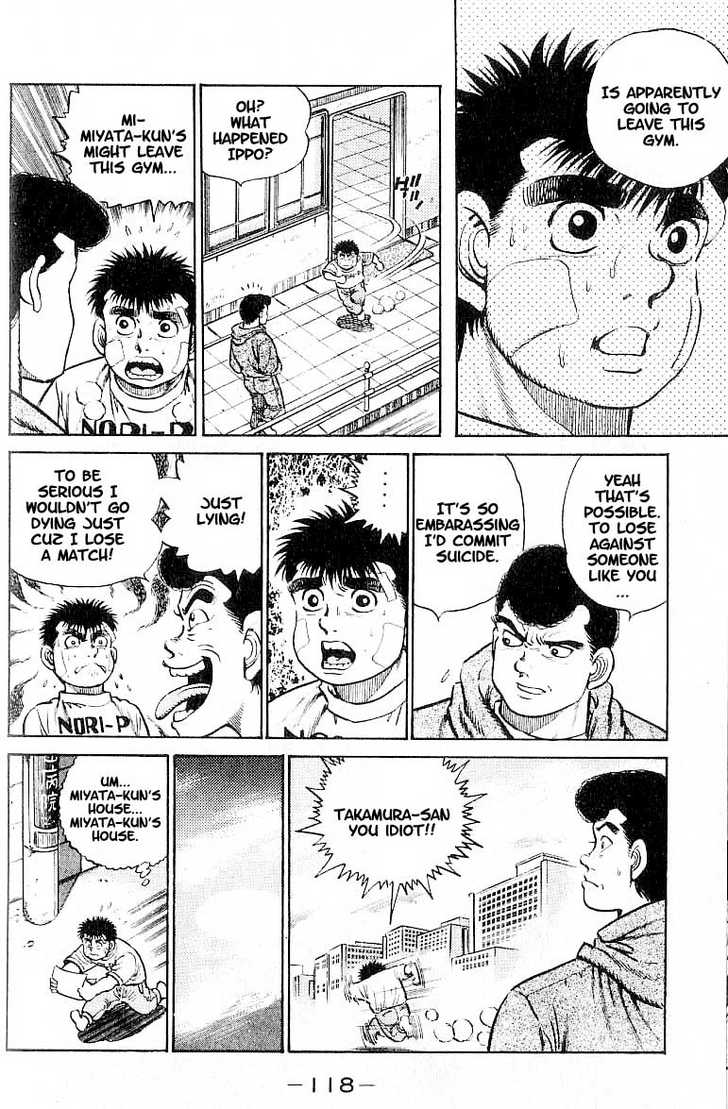 IS APPARENTLY
GOING TO
LEAVE THIS
GYM.
OH?
WHAT
HAPPENED
IPPO?
MI-
MIYATA-KUN'S
MIGHT LEAVE
THIS GYM...
NORI-P
YEAH
THAT'S
POSSIBLE.
TO LOSE
AGAINST
SOMEONE
LIKE YOU
...
IT'S SO
EMBARASSING
I'D COMMIT
SUICIDE.
....
JUST
LYING!
TO BE
SERIOUS I
WOULDN'T GO
DYING JUST
CUZ I LOSE
A MATCH!
NORI-P
TAKAMURA-SAN
YOU IDIOT!!
UM...
MIYATA-KUN'S
HOUSE...
MIYATA-KUN'S
HOUSE.
-118-